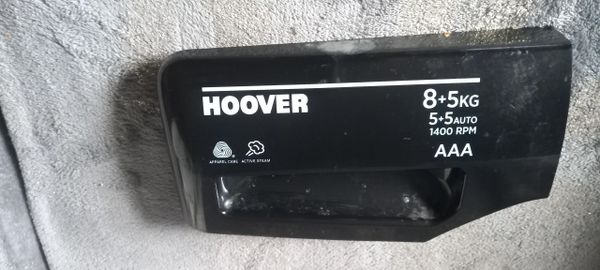 HOOVER
8+5KG
5+5AUTO
1400 RPM
AAA
APPAREL CARE
ACTIVE STEAM